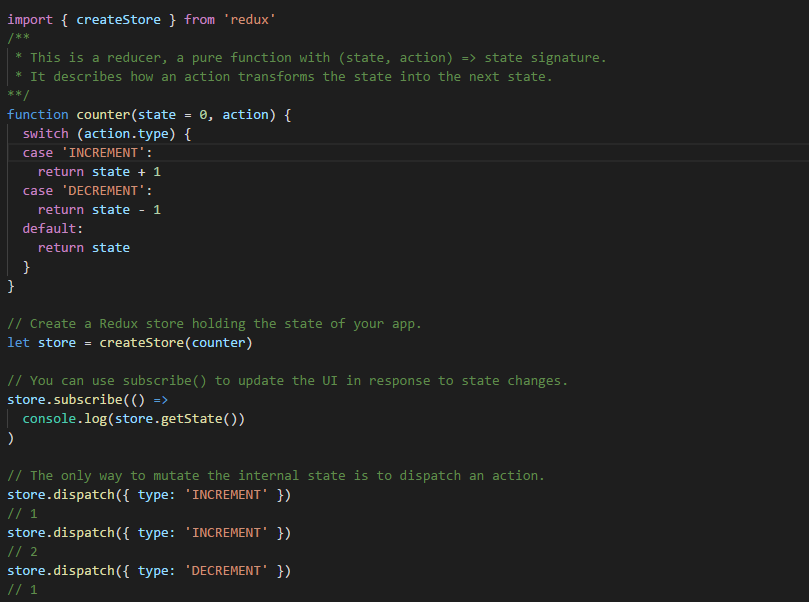 import { createStore } from 'redux'
/**
 * This is a reducer, a pure function with (state, action) => state signature.
 * It describes how an action transforms the state into the next state.
**/
function counter(state = 0, action) {
  switch (action.type) {
  case 'INCREMENT':
    return state + 1
  case 'DECREMENT':
    return state - 1
  default:
    return state
  }
}

// Create a Redux store holding the state of your app.
let store = createStore(counter)

// You can use subscribe() to update the UI in response to state changes.
store.subscribe(() =>
  console.log(store.getState())
)

// The only way to mutate the internal state is to dispatch an action.
store.dispatch({ type: 'INCREMENT' })
// 1
store.dispatch({ type: 'INCREMENT' })
// 2
store.dispatch({ type: 'DECREMENT' })
// 1